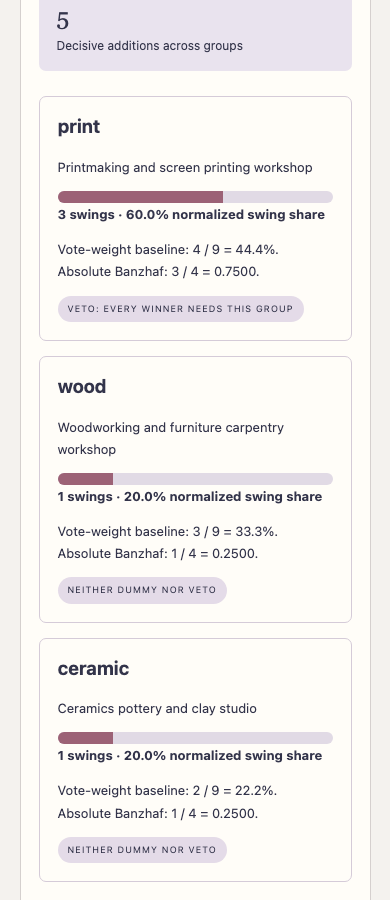 5
Decisive additions across groups
print
Printmaking and screen printing workshop
3 swings · 60.0% normalized swing share
Vote-weight baseline: 4 / 9 = 44.4%.
Absolute Banzhaf: 3 / 4 = 0.7500.
VETO: EVERY WINNER NEEDS THIS GROUP
wood
Woodworking and furniture carpentry
workshop
1 swings · 20.0% normalized swing share
Vote-weight baseline: 3 / 9 = 33.3%.
Absolute Banzhaf: 1 / 4 = 0.2500.
NEITHER DUMMY NOR VETO
ceramic
Ceramics pottery and clay studio
1 swings · 20.0% normalized swing share
Vote-weight baseline: 2 / 9 = 22.2%.
Absolute Banzhaf: 1 / 4 = 0.2500.
NEITHER DUMMY NOR VETO